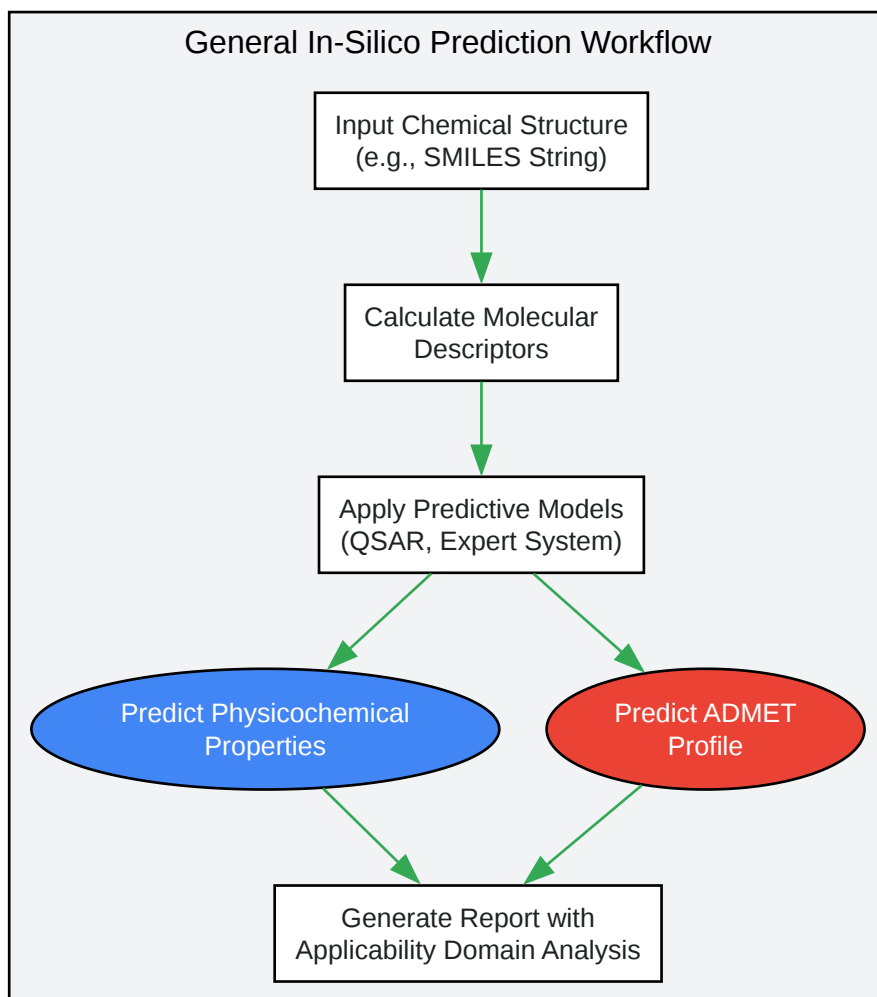 General In-Silico Prediction Workflow
Input Chemical Structure
(e.g., SMILES String)
Calculate Molecular
Descriptors
Apply Predictive Models
(QSAR, Expert System)
Predict Physicochemical
Properties
Predict ADMET
Profile
Generate Report with
Applicability Domain Analysis